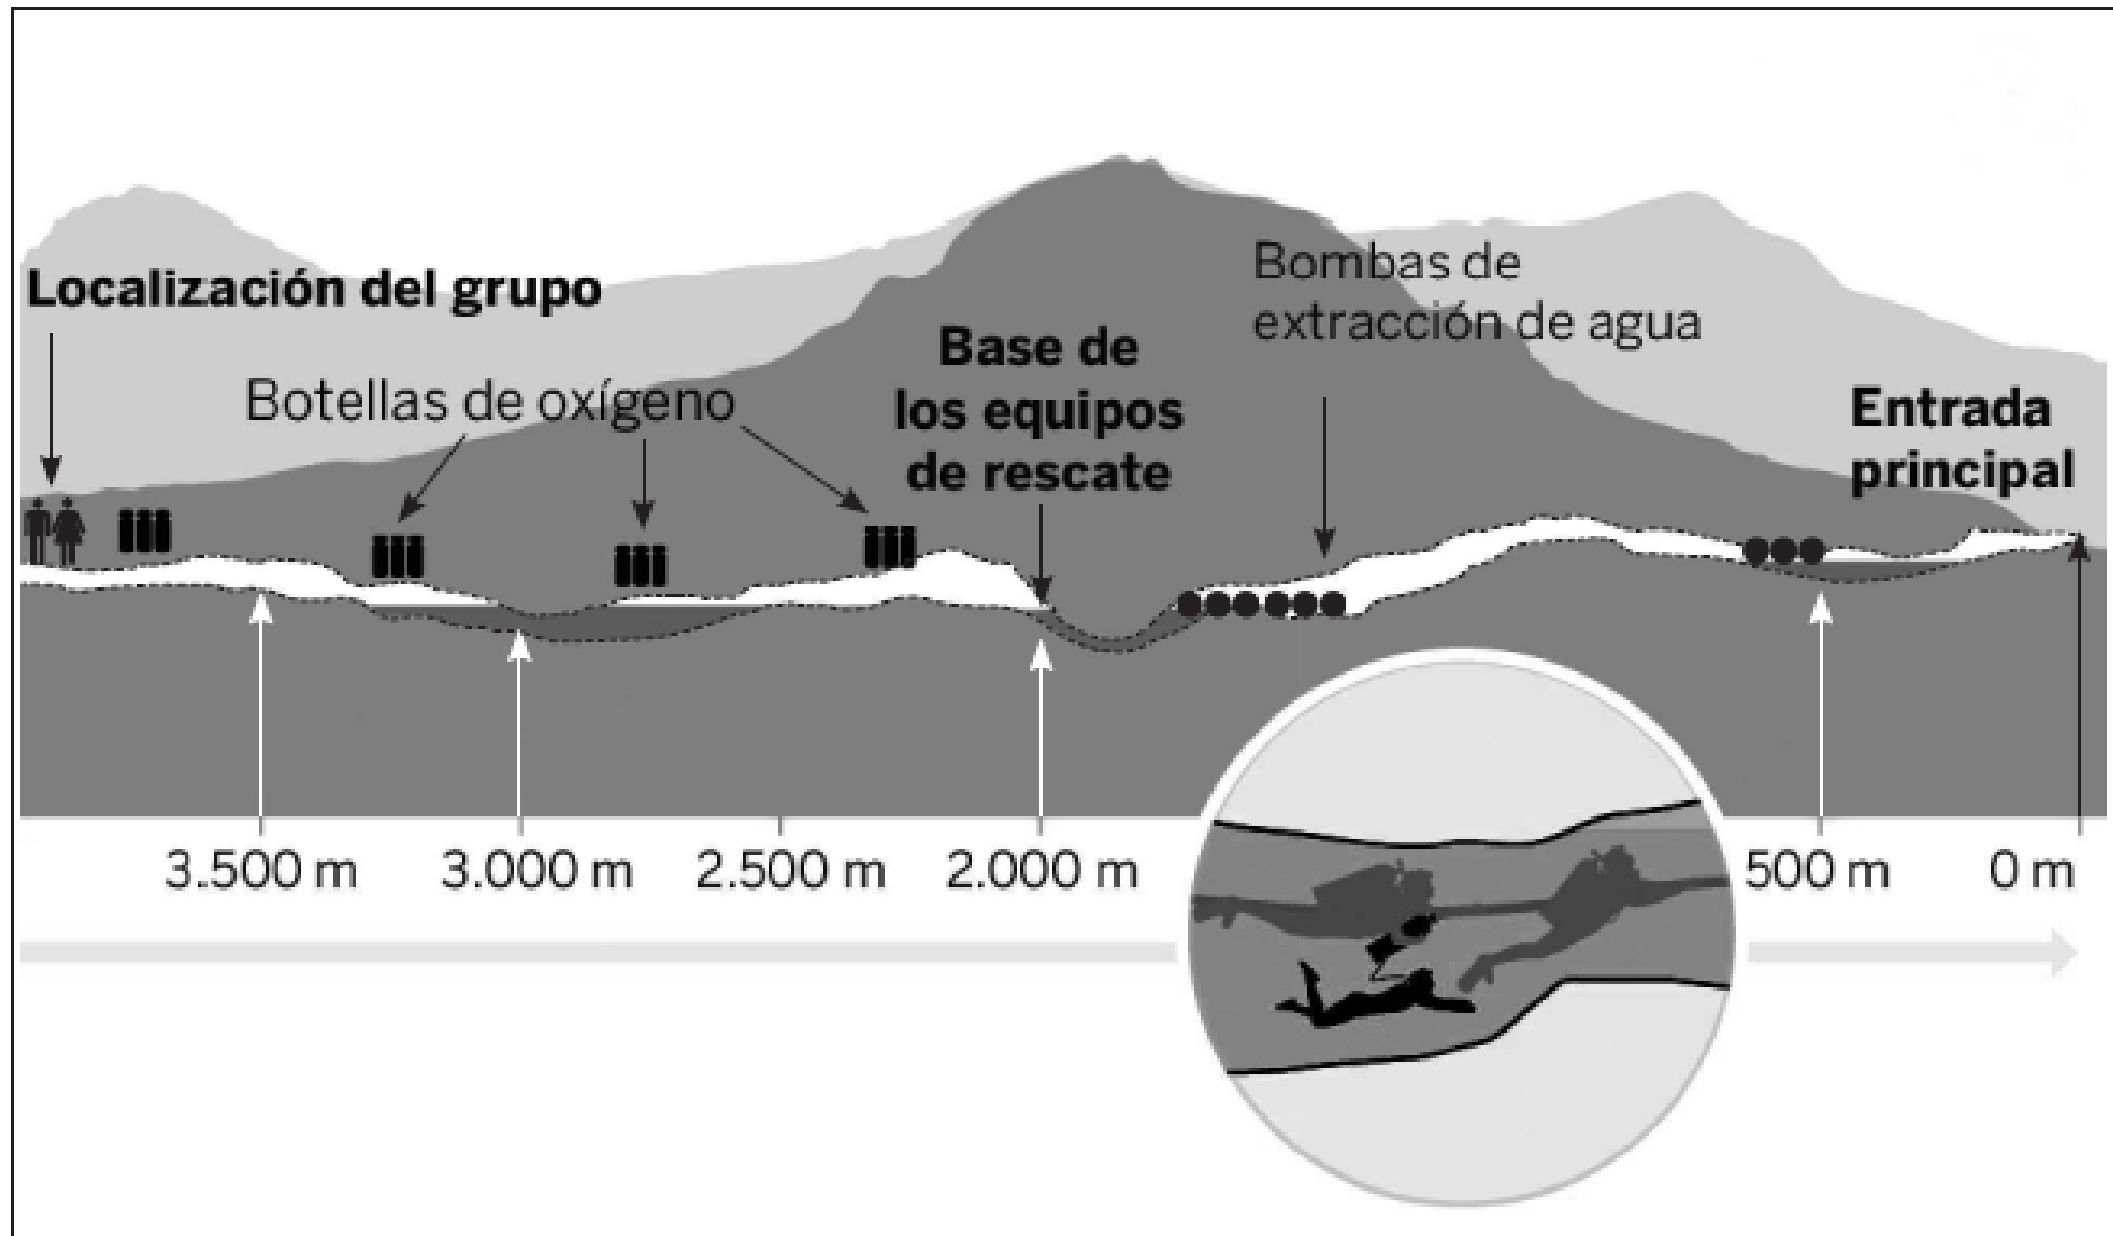 Localización del grupo
Botellas de oxígeno
Base de
los equipos
de rescate
Bombas de
extracción de agua
Entrada
principal
3.500 m
3.000 m
2.500 m
2.000 m
500 m
0 m